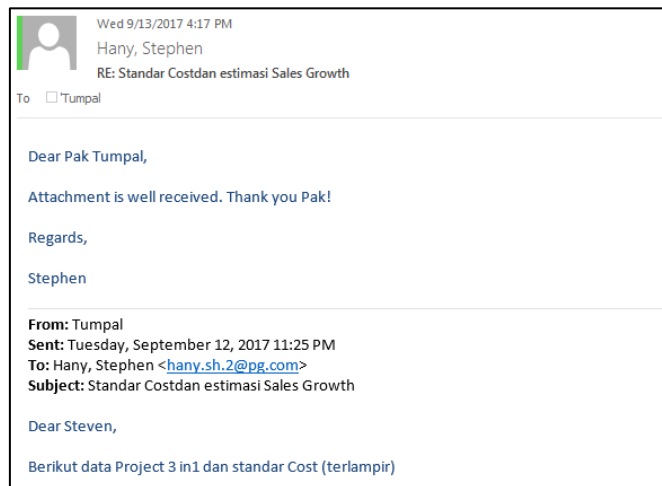 Wed 9/13/2017 4:17 PM
Hany, Stephen
RE: Standar Costdan estimasi Sales Growth
To 'Tumpal
Dear Pak Tumpal,
Attachment is well received. Thank you Pak!
Regards,
Stephen
From: Tumpal
Sent: Tuesday, September 12, 2017 11:25 PM
To: Hany, Stephen <hany.sh.2@pg.com>
Subject: Standar Costdan estimasi Sales Growth
Dear Steven,
Berikut data Project 3 in1 dan standar Cost (terlampir)